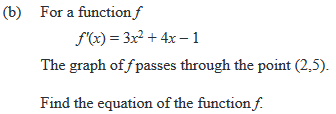 (b) For a function f
f'(x) = 3x² + 4x – 1
The graph of f passes through the point (2,5).
Find the equation of the function f.